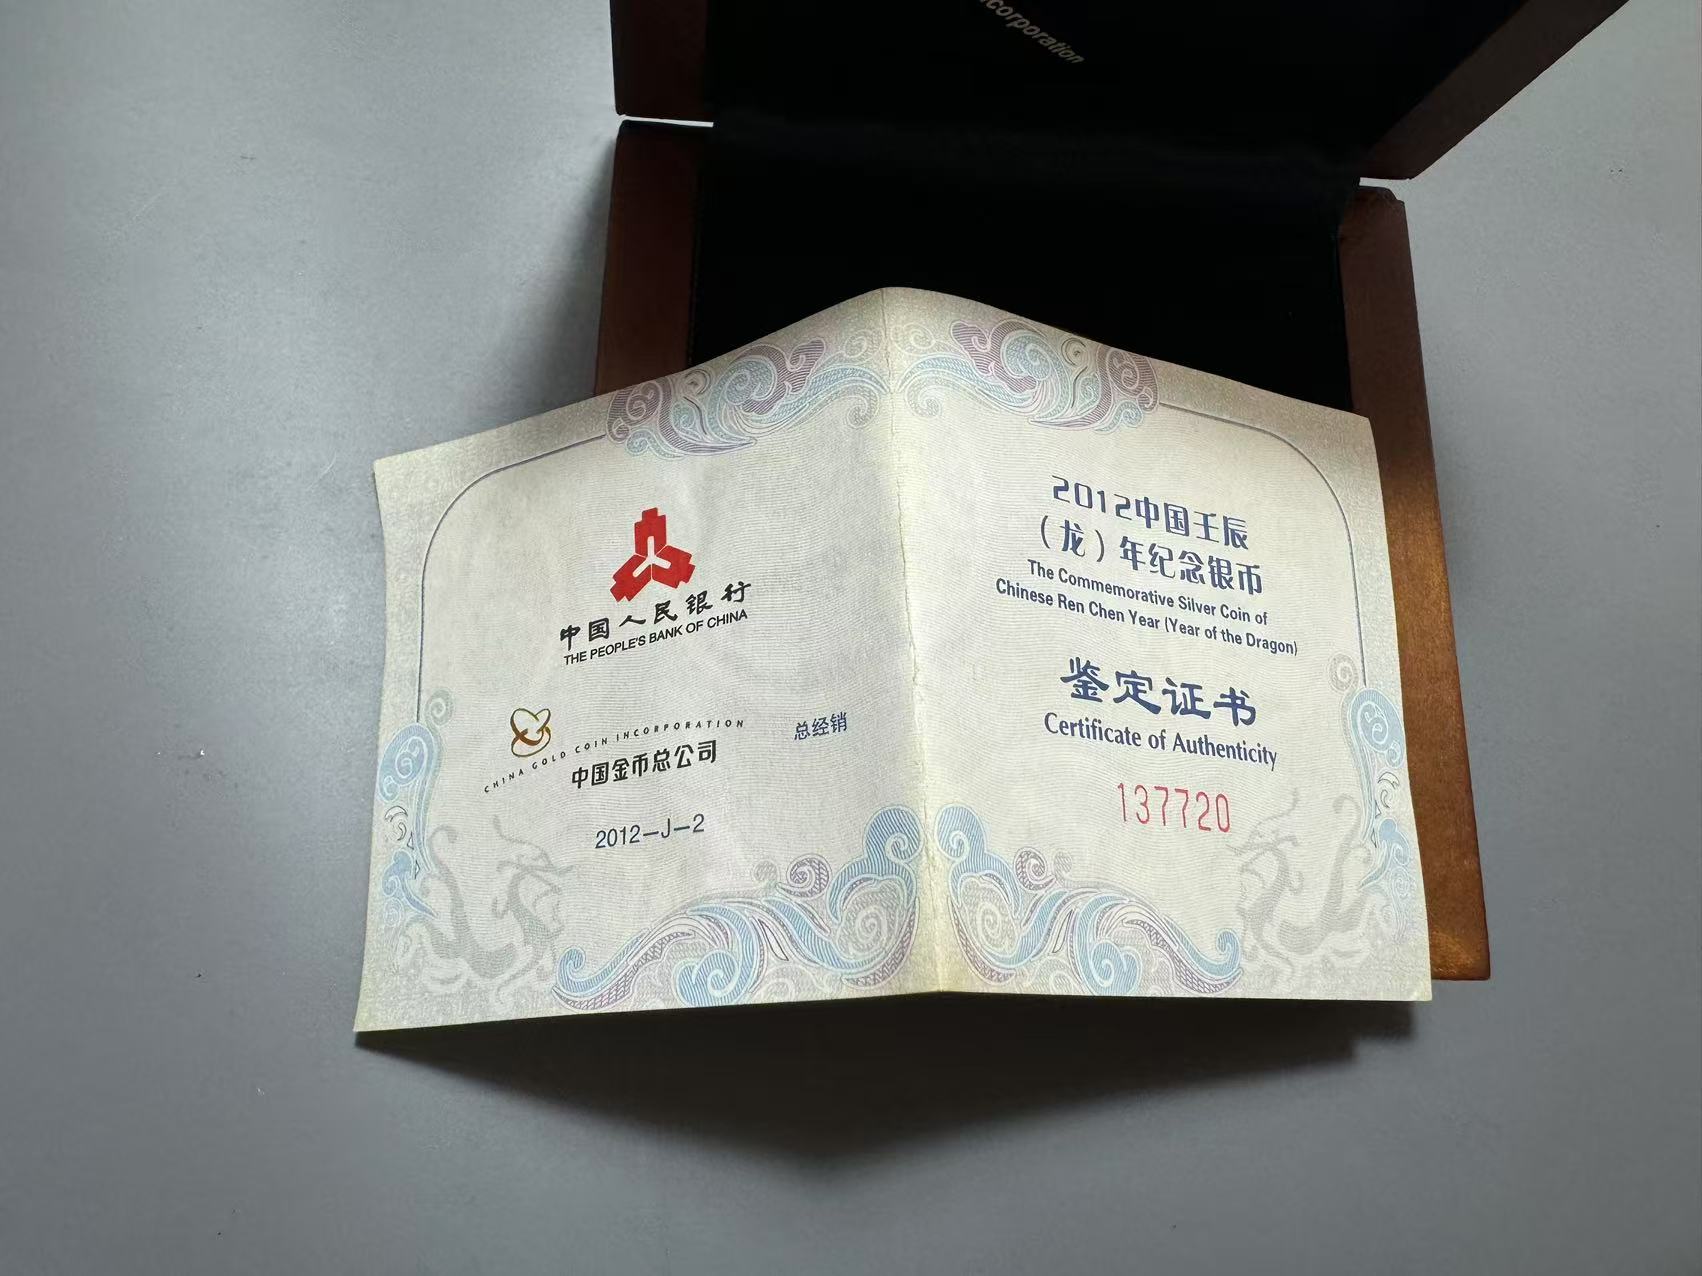 corporation
中国人民银行
THE PEOPLE'S BANK OF CHINA
CHINA GOLD COIN INCORPORATION
中国金币总公司
总经销
2012-J-2
2012中国壬辰
（龙）年纪念银币
The Commemorative Silver Coin of
Chinese Ren Chen Year (Year of the Dragon)
鉴定证书
Certificate of Authenticity
137720